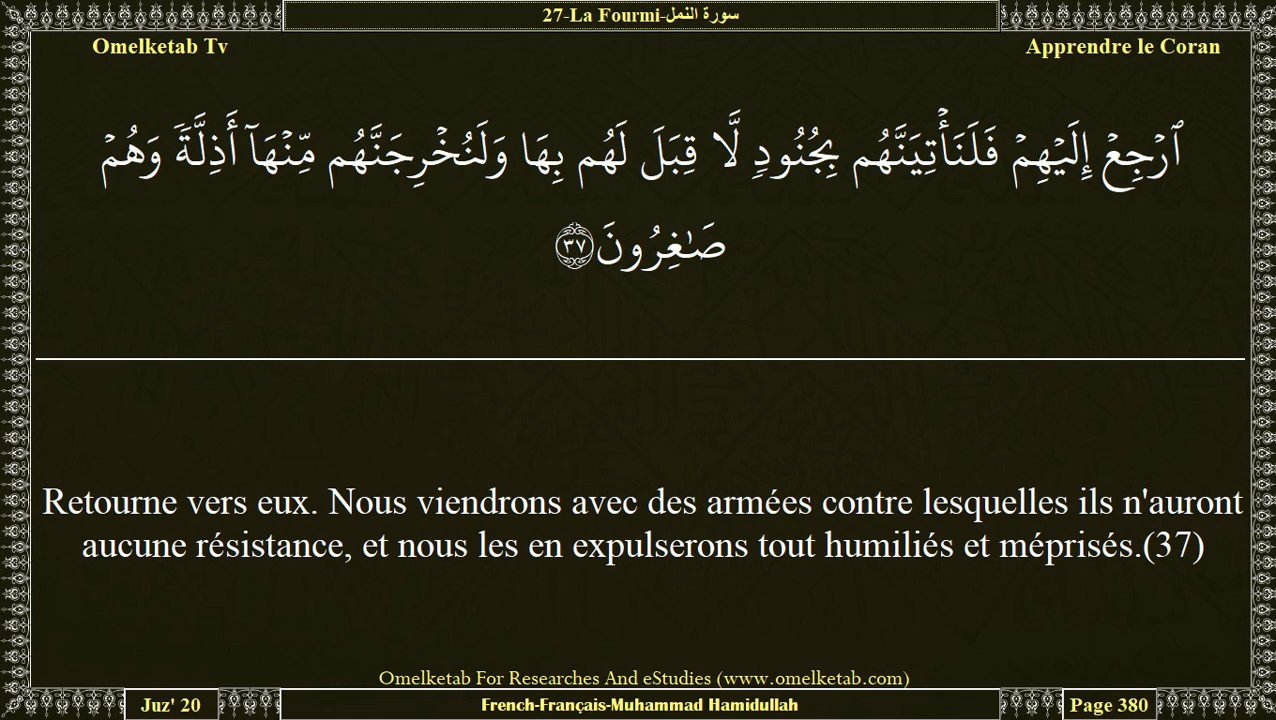 27-La Fourmi-سورة النمل
Omelketab Tv
Apprendre le Coran
ٱرۡجِعۡ إِلَيۡهِمۡ فَلَنَأۡتِيَنَّهُم بِجُنُودٖ لَّا قِبَلَ لَهُم بِهَا وَلَنُخۡرِجَنَّهُم مِّنۡهَآ أَذِلَّةٗ وَهُمۡ
صَٰغِرُونَ ٣٧
Retourne vers eux. Nous viendrons avec des armées contre lesquelles ils n'auront
aucune résistance, et nous les en expulserons tout humiliés et méprisés.(37)
Omelketab For Researches And eStudies (www.omelketab.com)
Juz' 20
French-Français-Muhammad Hamidullah
Page 380